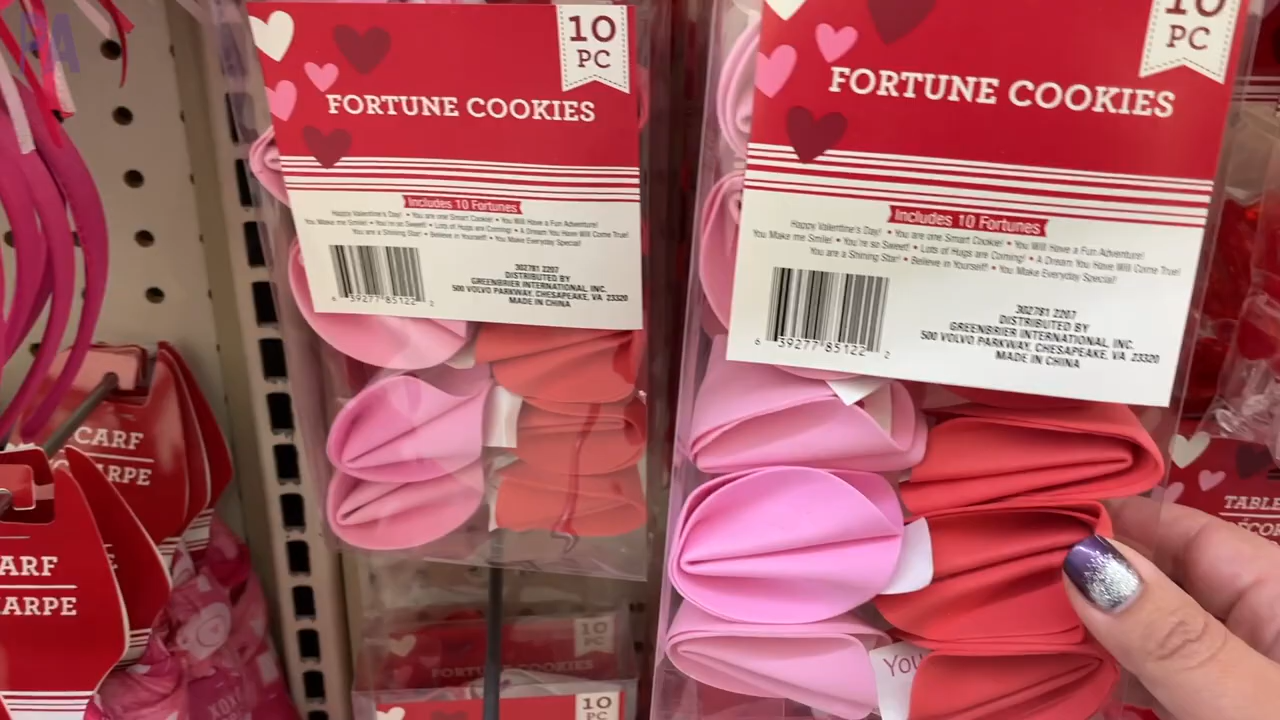 FA
10
PC
FORTUNE COOKIES
Includes 10 Fortunes
Happy Valentine's Day! • You are one Smart Cookie! • You Will Have a Fun Adventure!
You Make me Smile! • You're so Sweet! • Lots of Hugs are Coming! • A Dream You Have Will Come True!
You are a Shining Star! • Believe in Yourself! • You Make Everyday Special!
302781 2207
DISTRIBUTED BY
GREENBRIER INTERNATIONAL, INC.
500 VOLVO PARKWAY, CHESAPEAKE, VA 23320
MADE IN CHINA
6 39277 85122 2
10
PC
FORTUNE COOKIES
Includes 10 Fortunes
Happy Valentine's Day! • You are one Smart Cookie! • You Will Have a Fun Adventure!
You Make me Smile! • You're so Sweet! • Lots of Hugs are Coming! • A Dream You Have Will Come True!
You are a Shining Star! • Believe in Yourself! • You Make Everyday Special!
302781 2207
DISTRIBUTED BY
GREENBRIER INTERNATIONAL, INC.
500 VOLVO PARKWAY, CHESAPEAKE, VA 23320
MADE IN CHINA
6 39277 85122 2
CARF
ARPE
ARF
HARPE
TABLE
DÉCOR
You
XOXO
10
PC
FORTUNE COOKIES
10
PC